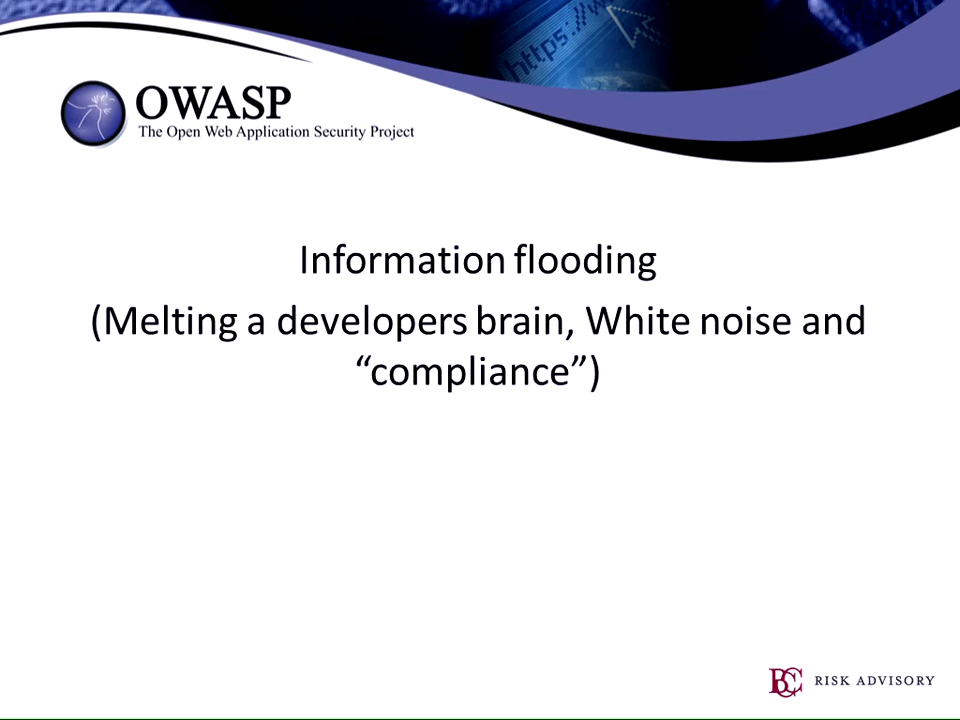 https://w
OWASP
The Open Web Application Security Project
Information flooding
(Melting a developers brain, White noise and
“compliance”)
BCC RISK ADVISORY